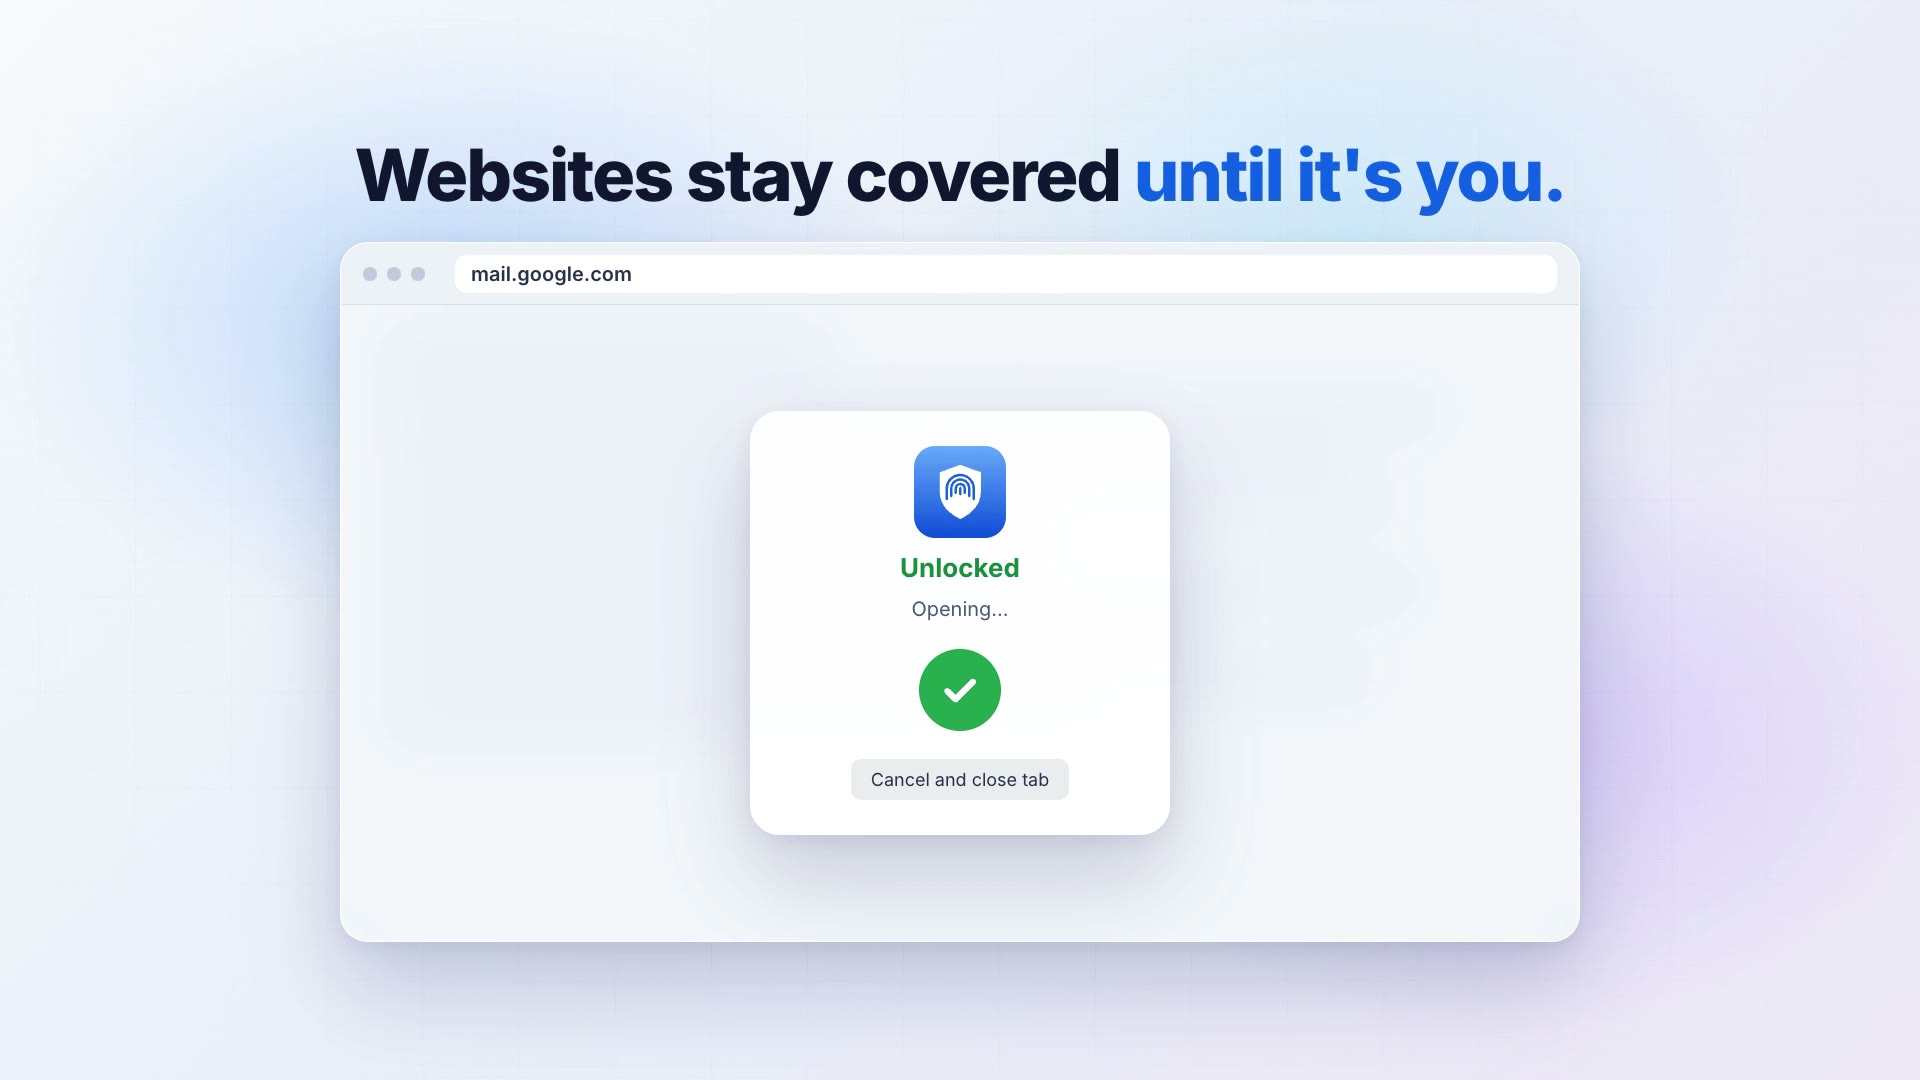 Websites stay covered until it's you.
mail.google.com
Unlocked
Opening...
Cancel and close tab